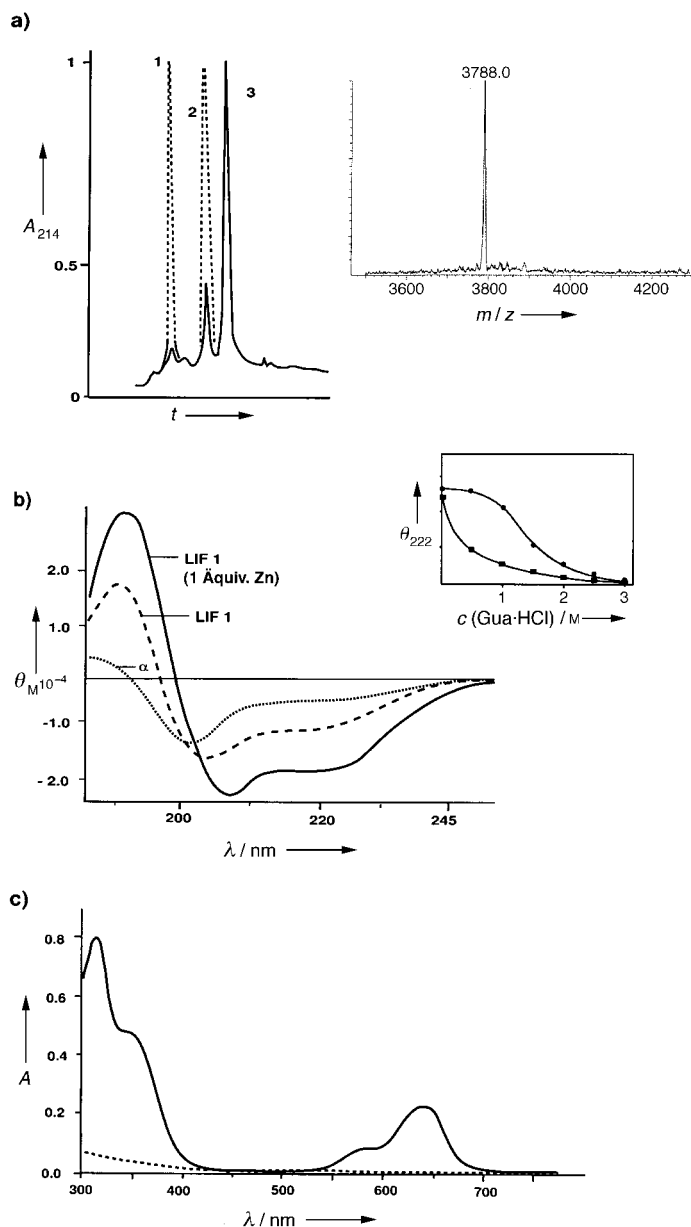 a)
1
1
2
3
A214
0.5
0
t
3788.0
3600 3800 4000 4200
m / z
b)
2.0
1.0
θM10⁻⁴
-1.0
- 2.0
LIF 1
(1 Äquiv. Zn)
LIF 1
α
200 220 245
λ / nm
θ222
0 1 2 3
c (Gua·HCl) / M
c)
0.8
0.6
0.4
A
0.2
0.0
300 400 500 600 700
λ / nm